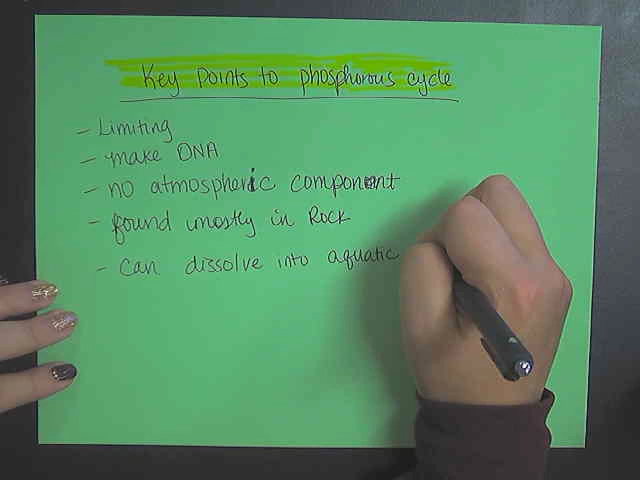 Key Points to phosphorous cycle
- Limiting
- make DNA
- no atmospheric component
- found mostly in Rock
- can dissolve into aquatic